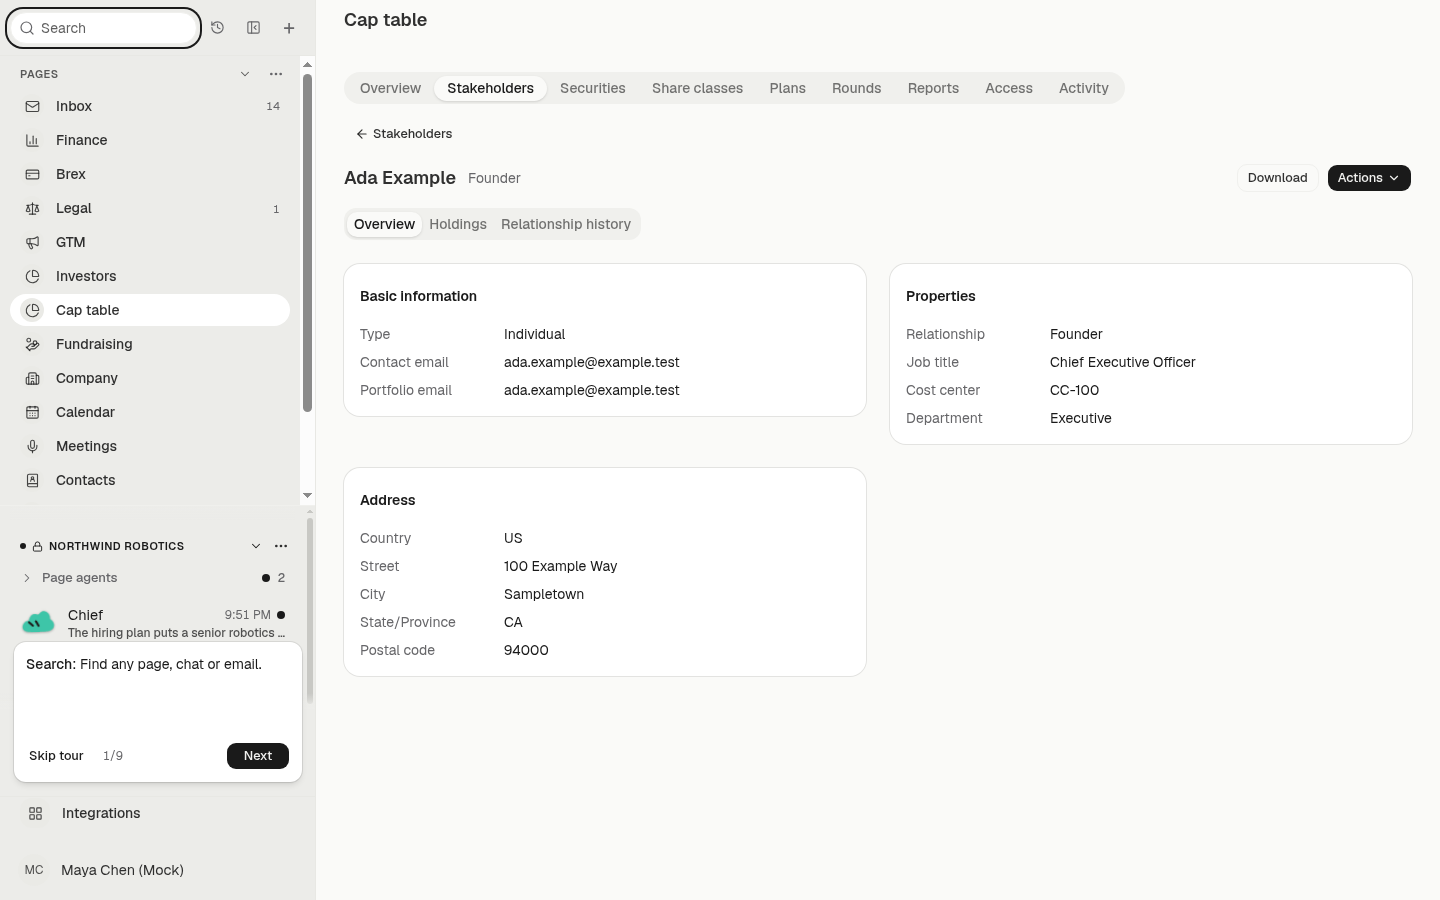 Search
PAGES
Inbox 14
Finance
Brex
Legal 1
GTM
Investors
Cap table
Fundraising
Company
Calendar
Meetings
Contacts
NORTHWIND ROBOTICS
Page agents 2
Chief 9:51 PM
The hiring plan puts a senior robotics ...
Search: Find any page, chat or email.
Skip tour 1/9 Next
Integrations
MC Maya Chen (Mock)
Cap table
Overview Stakeholders Securities Share classes Plans Rounds Reports Access Activity
Stakeholders
Ada Example Founder Download Actions
Overview Holdings Relationship history
Basic information
Type Individual
Contact email ada.example@example.test
Portfolio email ada.example@example.test
Properties
Relationship Founder
Job title Chief Executive Officer
Cost center CC-100
Department Executive
Address
Country US
Street 100 Example Way
City Sampletown
State/Province CA
Postal code 94000